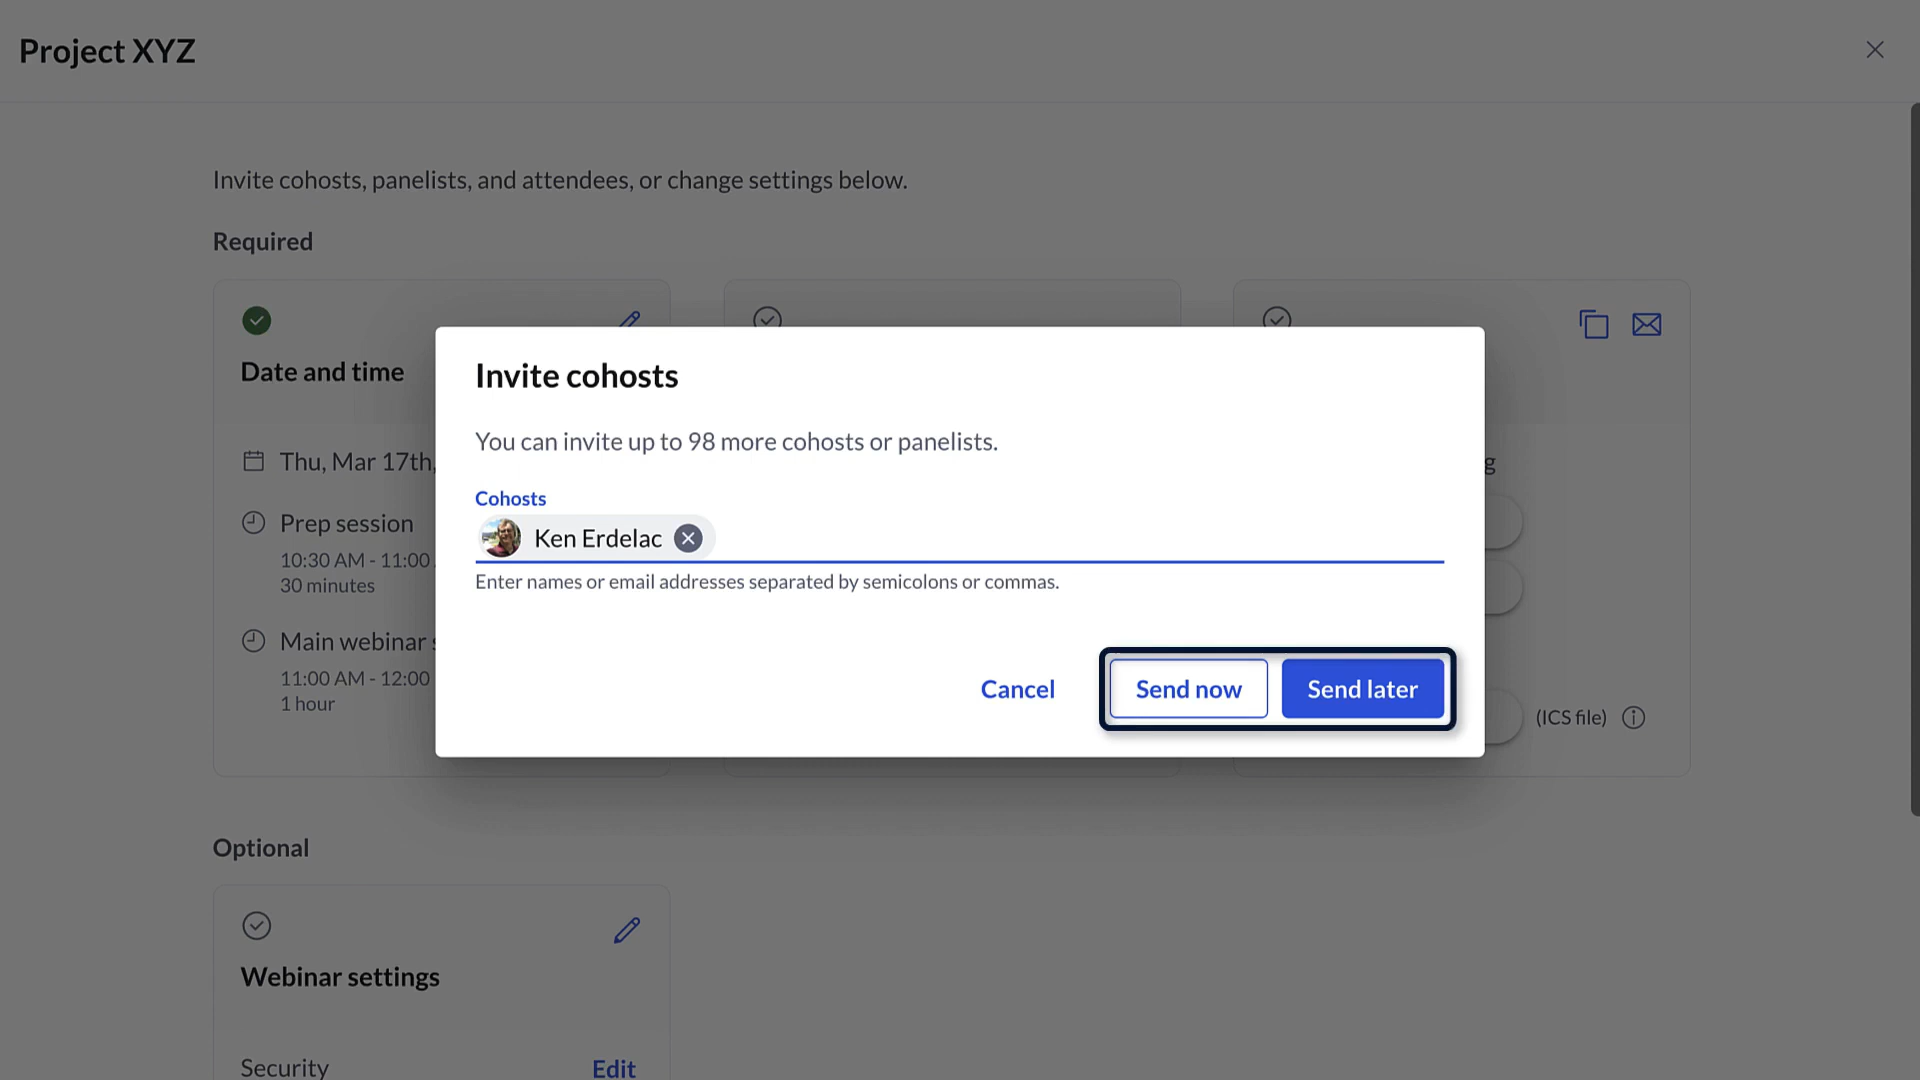 Project XYZ
Invite cohosts, panelists, and attendees, or change settings below.
Required
Date and time
Thu, Mar 17th,
Prep session
10:30 AM - 11:00
30 minutes
Main webinar
11:00 AM - 12:00
1 hour
Invite cohosts
You can invite up to 98 more cohosts or panelists.
Cohosts
Ken Erdelac
Enter names or email addresses separated by semicolons or commas.
Cancel
Send now
Send later
(ICS file)
Optional
Webinar settings
Security
Edit